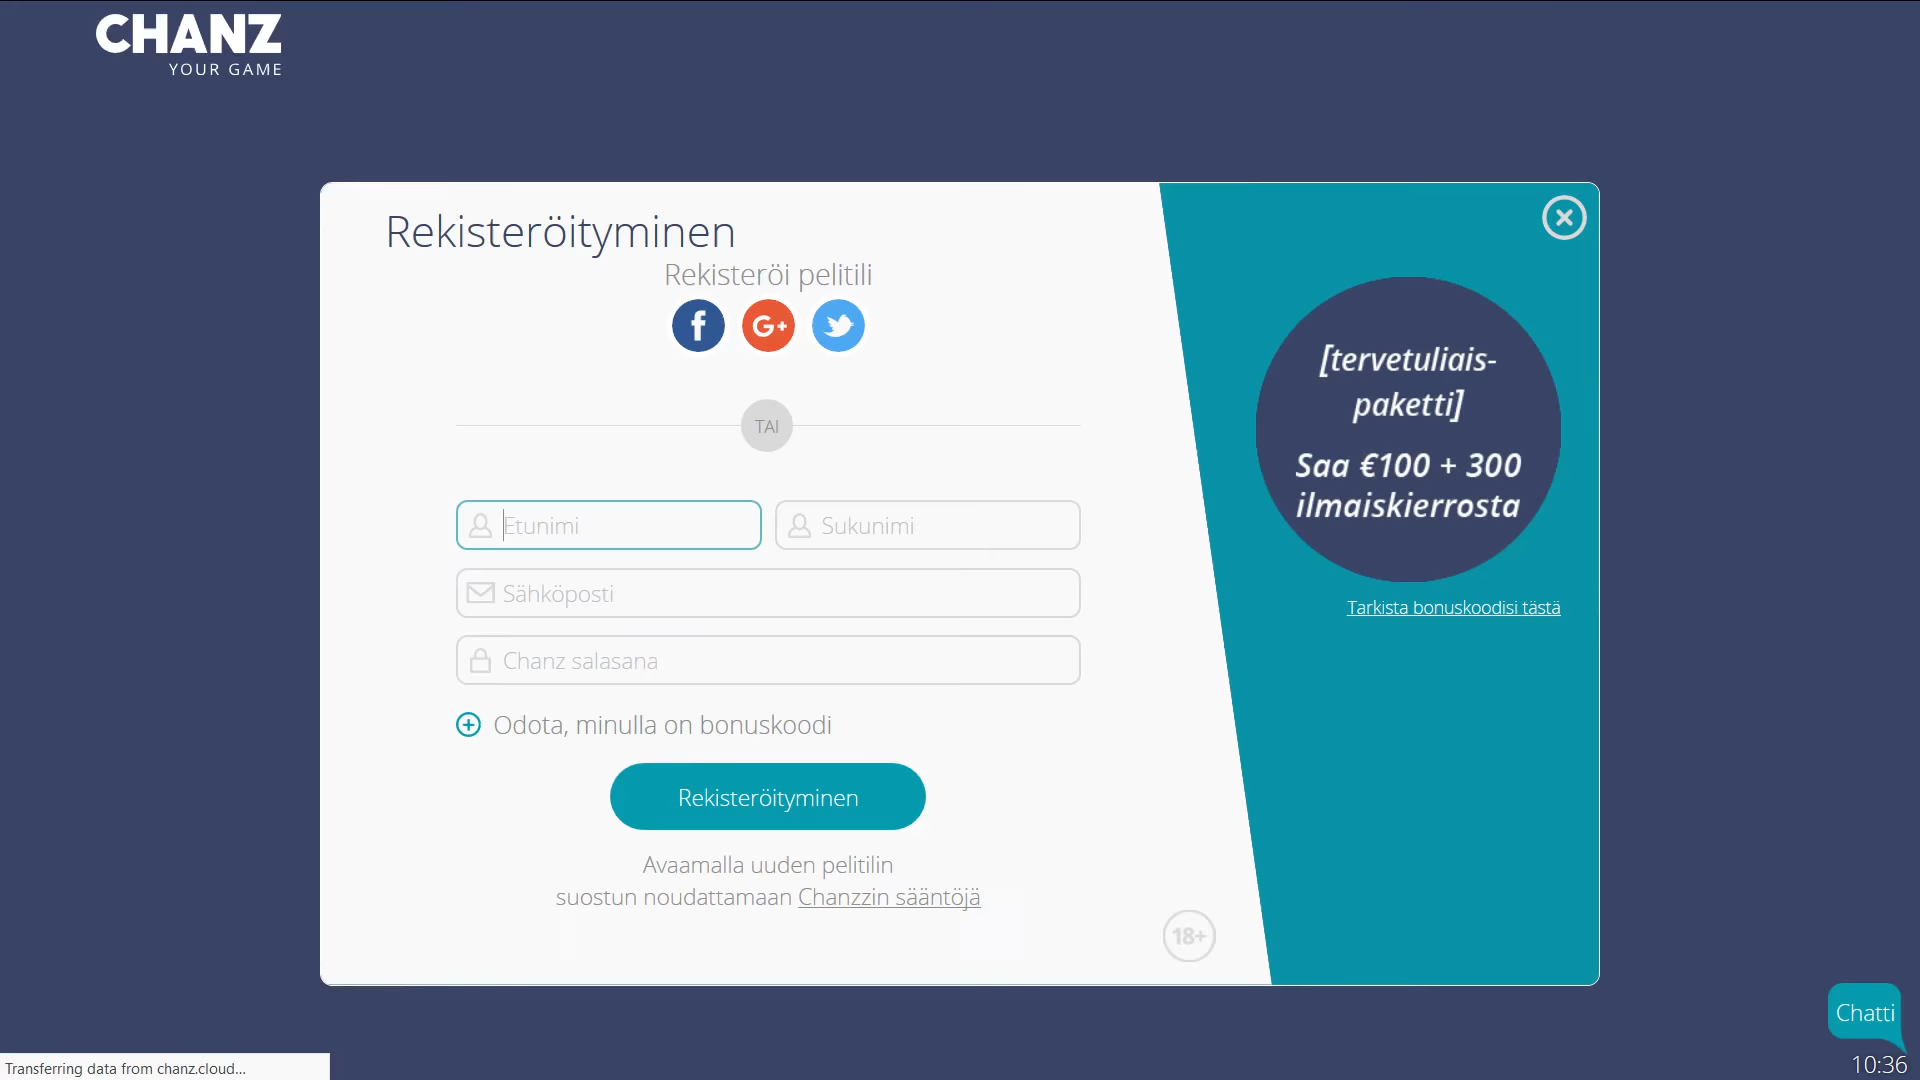 CHANZ
YOUR GAME
Rekisteröityminen
Rekisteröi pelitili
f
G+
TAI
Etunimi
Sukunimi
Sähköposti
Chanz salasana
Odota, minulla on bonuskoodi
Rekisteröityminen
Avaamalla uuden pelitilin
suostun noudattamaan Chanzzin sääntöjä
18+
[tervetuliais-
paketti]
Saa €100 + 300
ilmaiskierrosta
Tarkista bonuskoodisi tästä
Chatti
10:36
Transferring data from chanz.cloud...